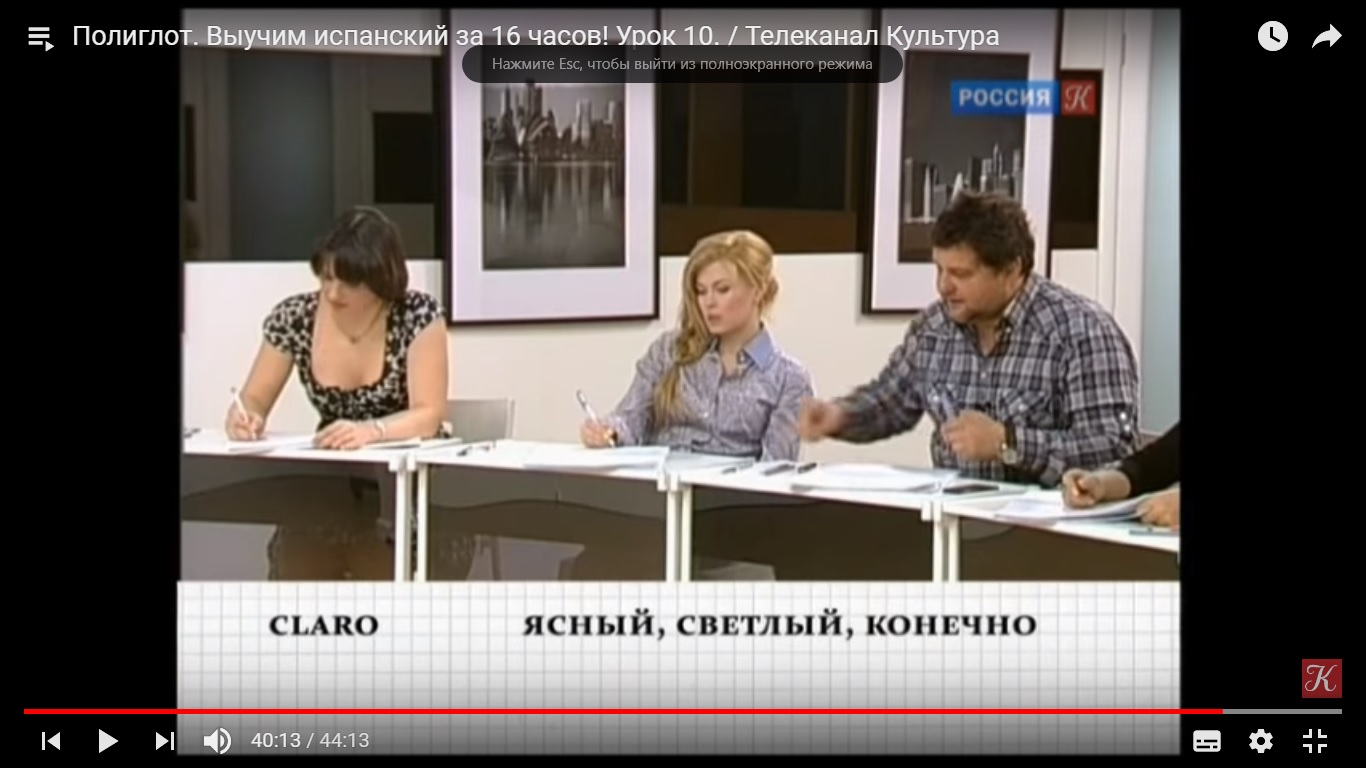 Полиглот. Выучим испанский за 16 часов! Урок 10. / Телеканал Культура
Нажмите Esc, чтобы выйти из полноэкранного режима
РОССИЯ К
CLARO ЯСНЫЙ, СВЕТЛЫЙ, КОНЕЧНО
К
40:13 / 44:13